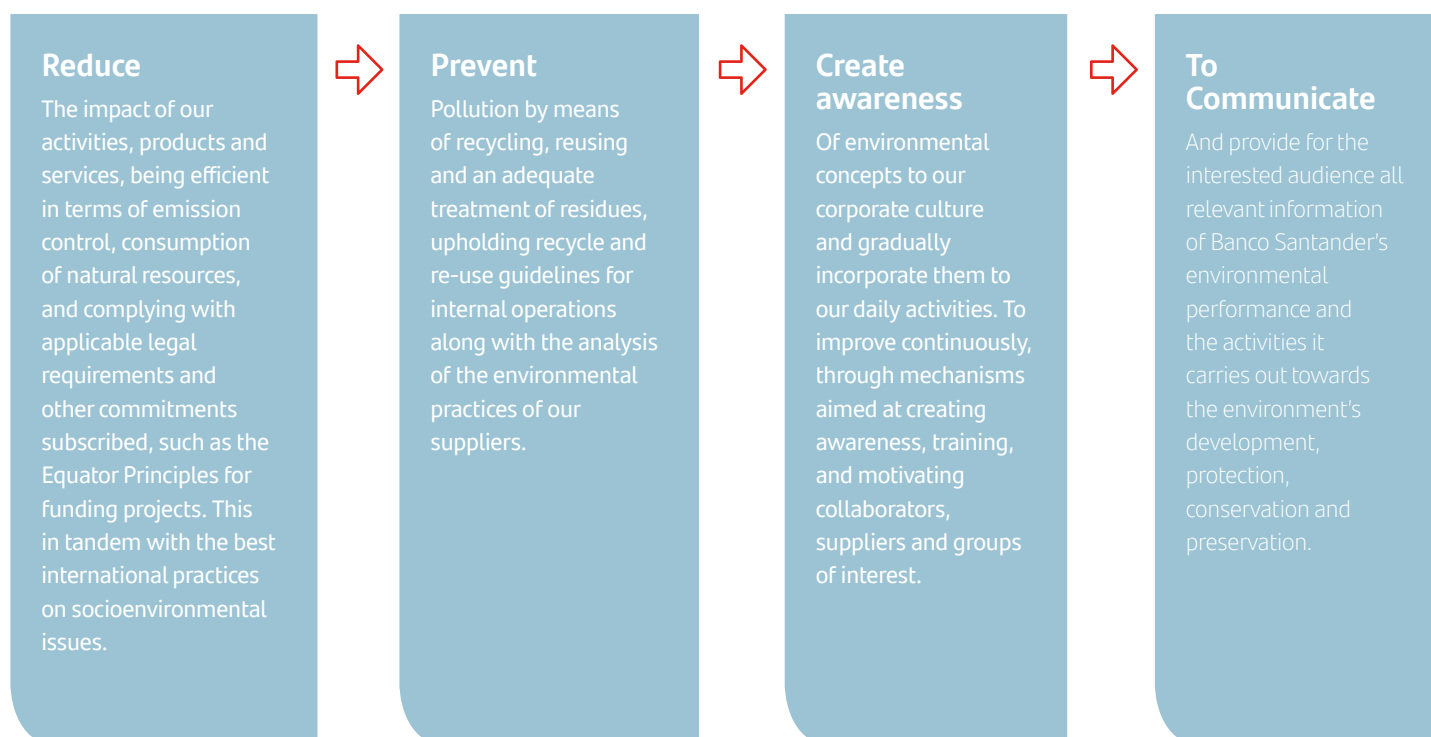 Reduce
The impact of our
activities, products and
services, being efficient
in terms of emission
control, consumption
of natural resources,
and complying with
applicable legal
requirements and
other commitments
subscribed, such as the
Equator Principles for
funding projects. This
in tandem with the best
international practices
on socioenvironmental
issues.
Prevent
Pollution by means
of recycling, reusing
and an adequate
treatment of residues,
upholding recycle and
re-use guidelines for
internal operations
along with the analysis
of the environmental
practices of our
suppliers.
Create
awareness
Of environmental
concepts to our
corporate culture
and gradually
incorporate them to
our daily activities. To
improve continuously,
through mechanisms
aimed at creating
awareness, training,
and motivating
collaborators,
suppliers and groups
of interest.
To
Communicate
And provide for the
interested audience all
relevant information
of Banco Santander's
environmental
performance and
the activities it
carries out towards
the environment's
development,
protection,
conservation and
preservation.